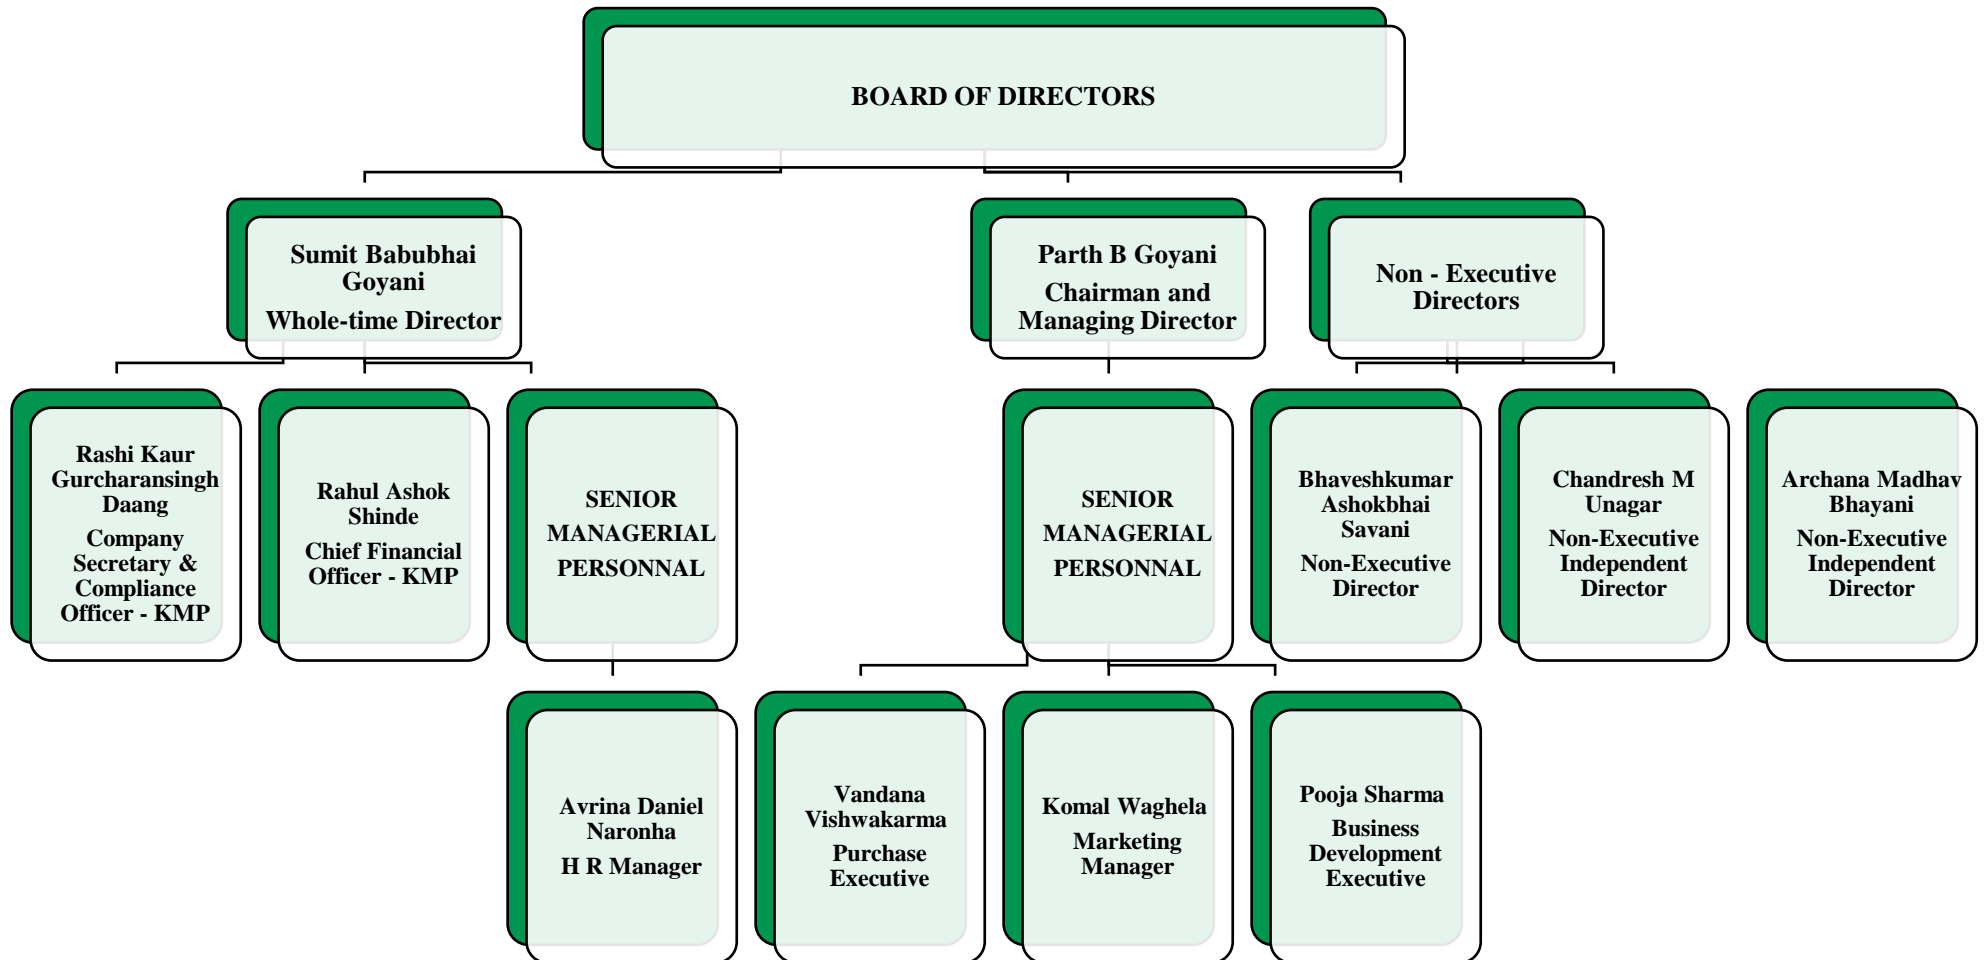 BOARD OF DIRECTORS
Sumit Babubhai
Goyani
Whole-time Director
Parth B Goyani
Chairman and
Managing Director
Non - Executive
Directors
Rashi Kaur
Gurcharansingh
Daang
Company
Secretary &
Compliance
Officer - KMP
Rahul Ashok
Shinde
Chief Financial
Officer - KMP
SENIOR
MANAGERIAL
PERSONNAL
SENIOR
MANAGERIAL
PERSONNAL
Bhaveshkumar
Ashokbhai
Savani
Non-Executive
Director
Chandresh M
Unagar
Non-Executive
Independent
Director
Archana Madhav
Bhayani
Non-Executive
Independent
Director
Avrina Daniel
Naronha
H R Manager
Vandana
Vishwakarma
Purchase
Executive
Komal Waghela
Marketing
Manager
Pooja Sharma
Business
Development
Executive